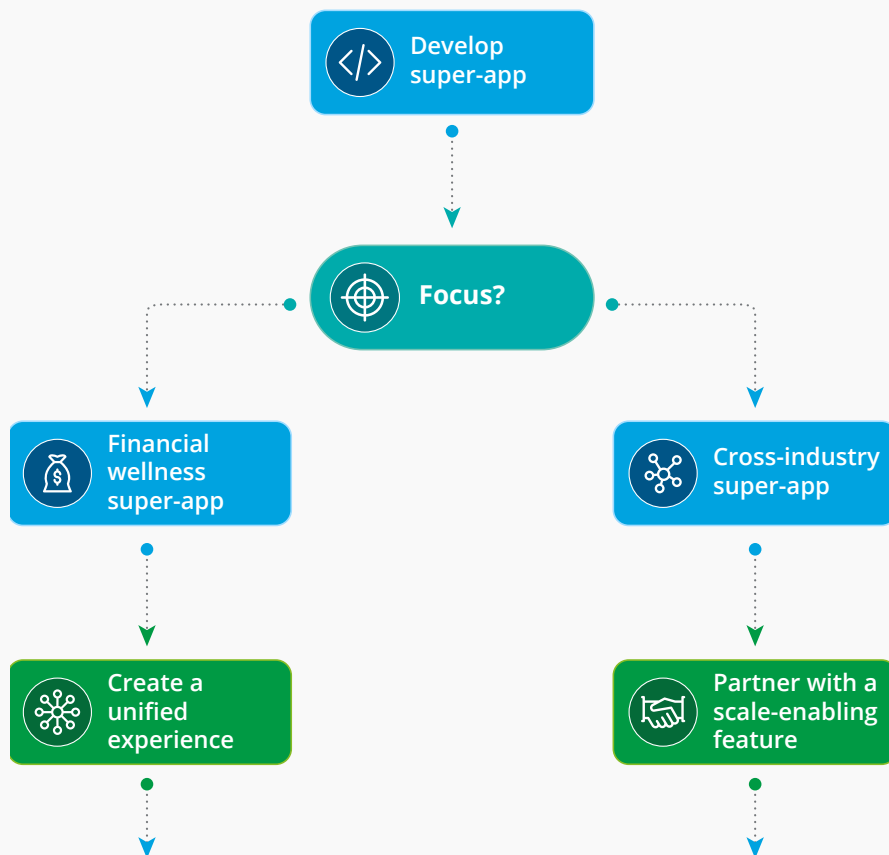 Develop
super-app
Focus?
Financial
wellness
super-app
Cross-industry
super-app
Create a
unified
experience
Partner with a
scale-enabling
feature